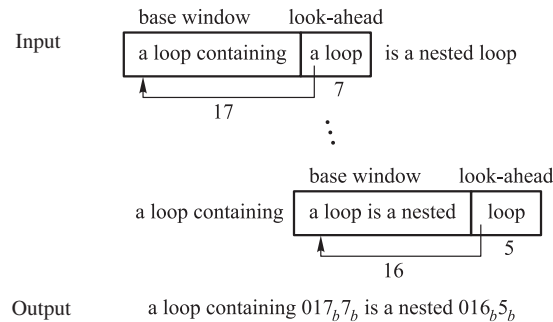 base window look-ahead
Input
a loop containing a loop is a nested loop
17 7
base window look-ahead
a loop containing a loop is a nested loop
16 5
Output a loop containing 017b7b is a nested 016b5b